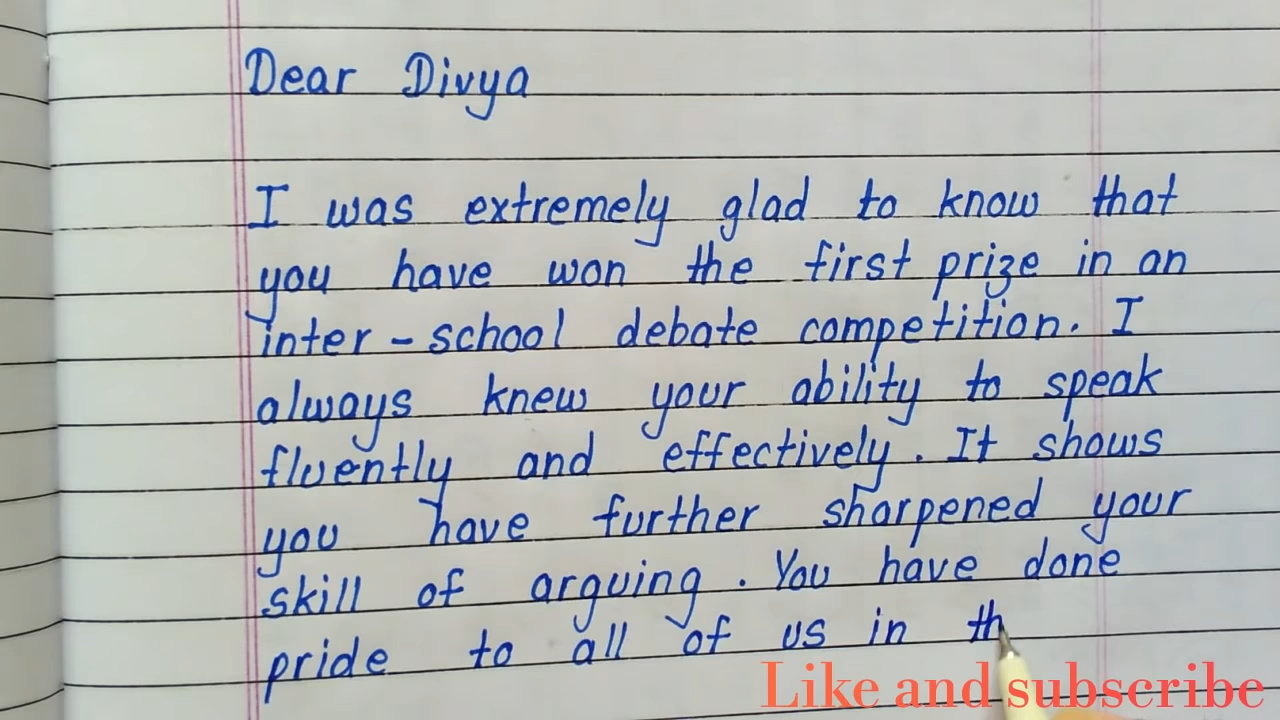 Dear Divya
I was extremely glad to know that
you have won the first prize in an
inter-school debate competition. I
always knew your ability to speak
fluently and effectively. It shows
you have further sharpened your
skill of arguing. You have done
pride to all of us in th
Like and subscribe